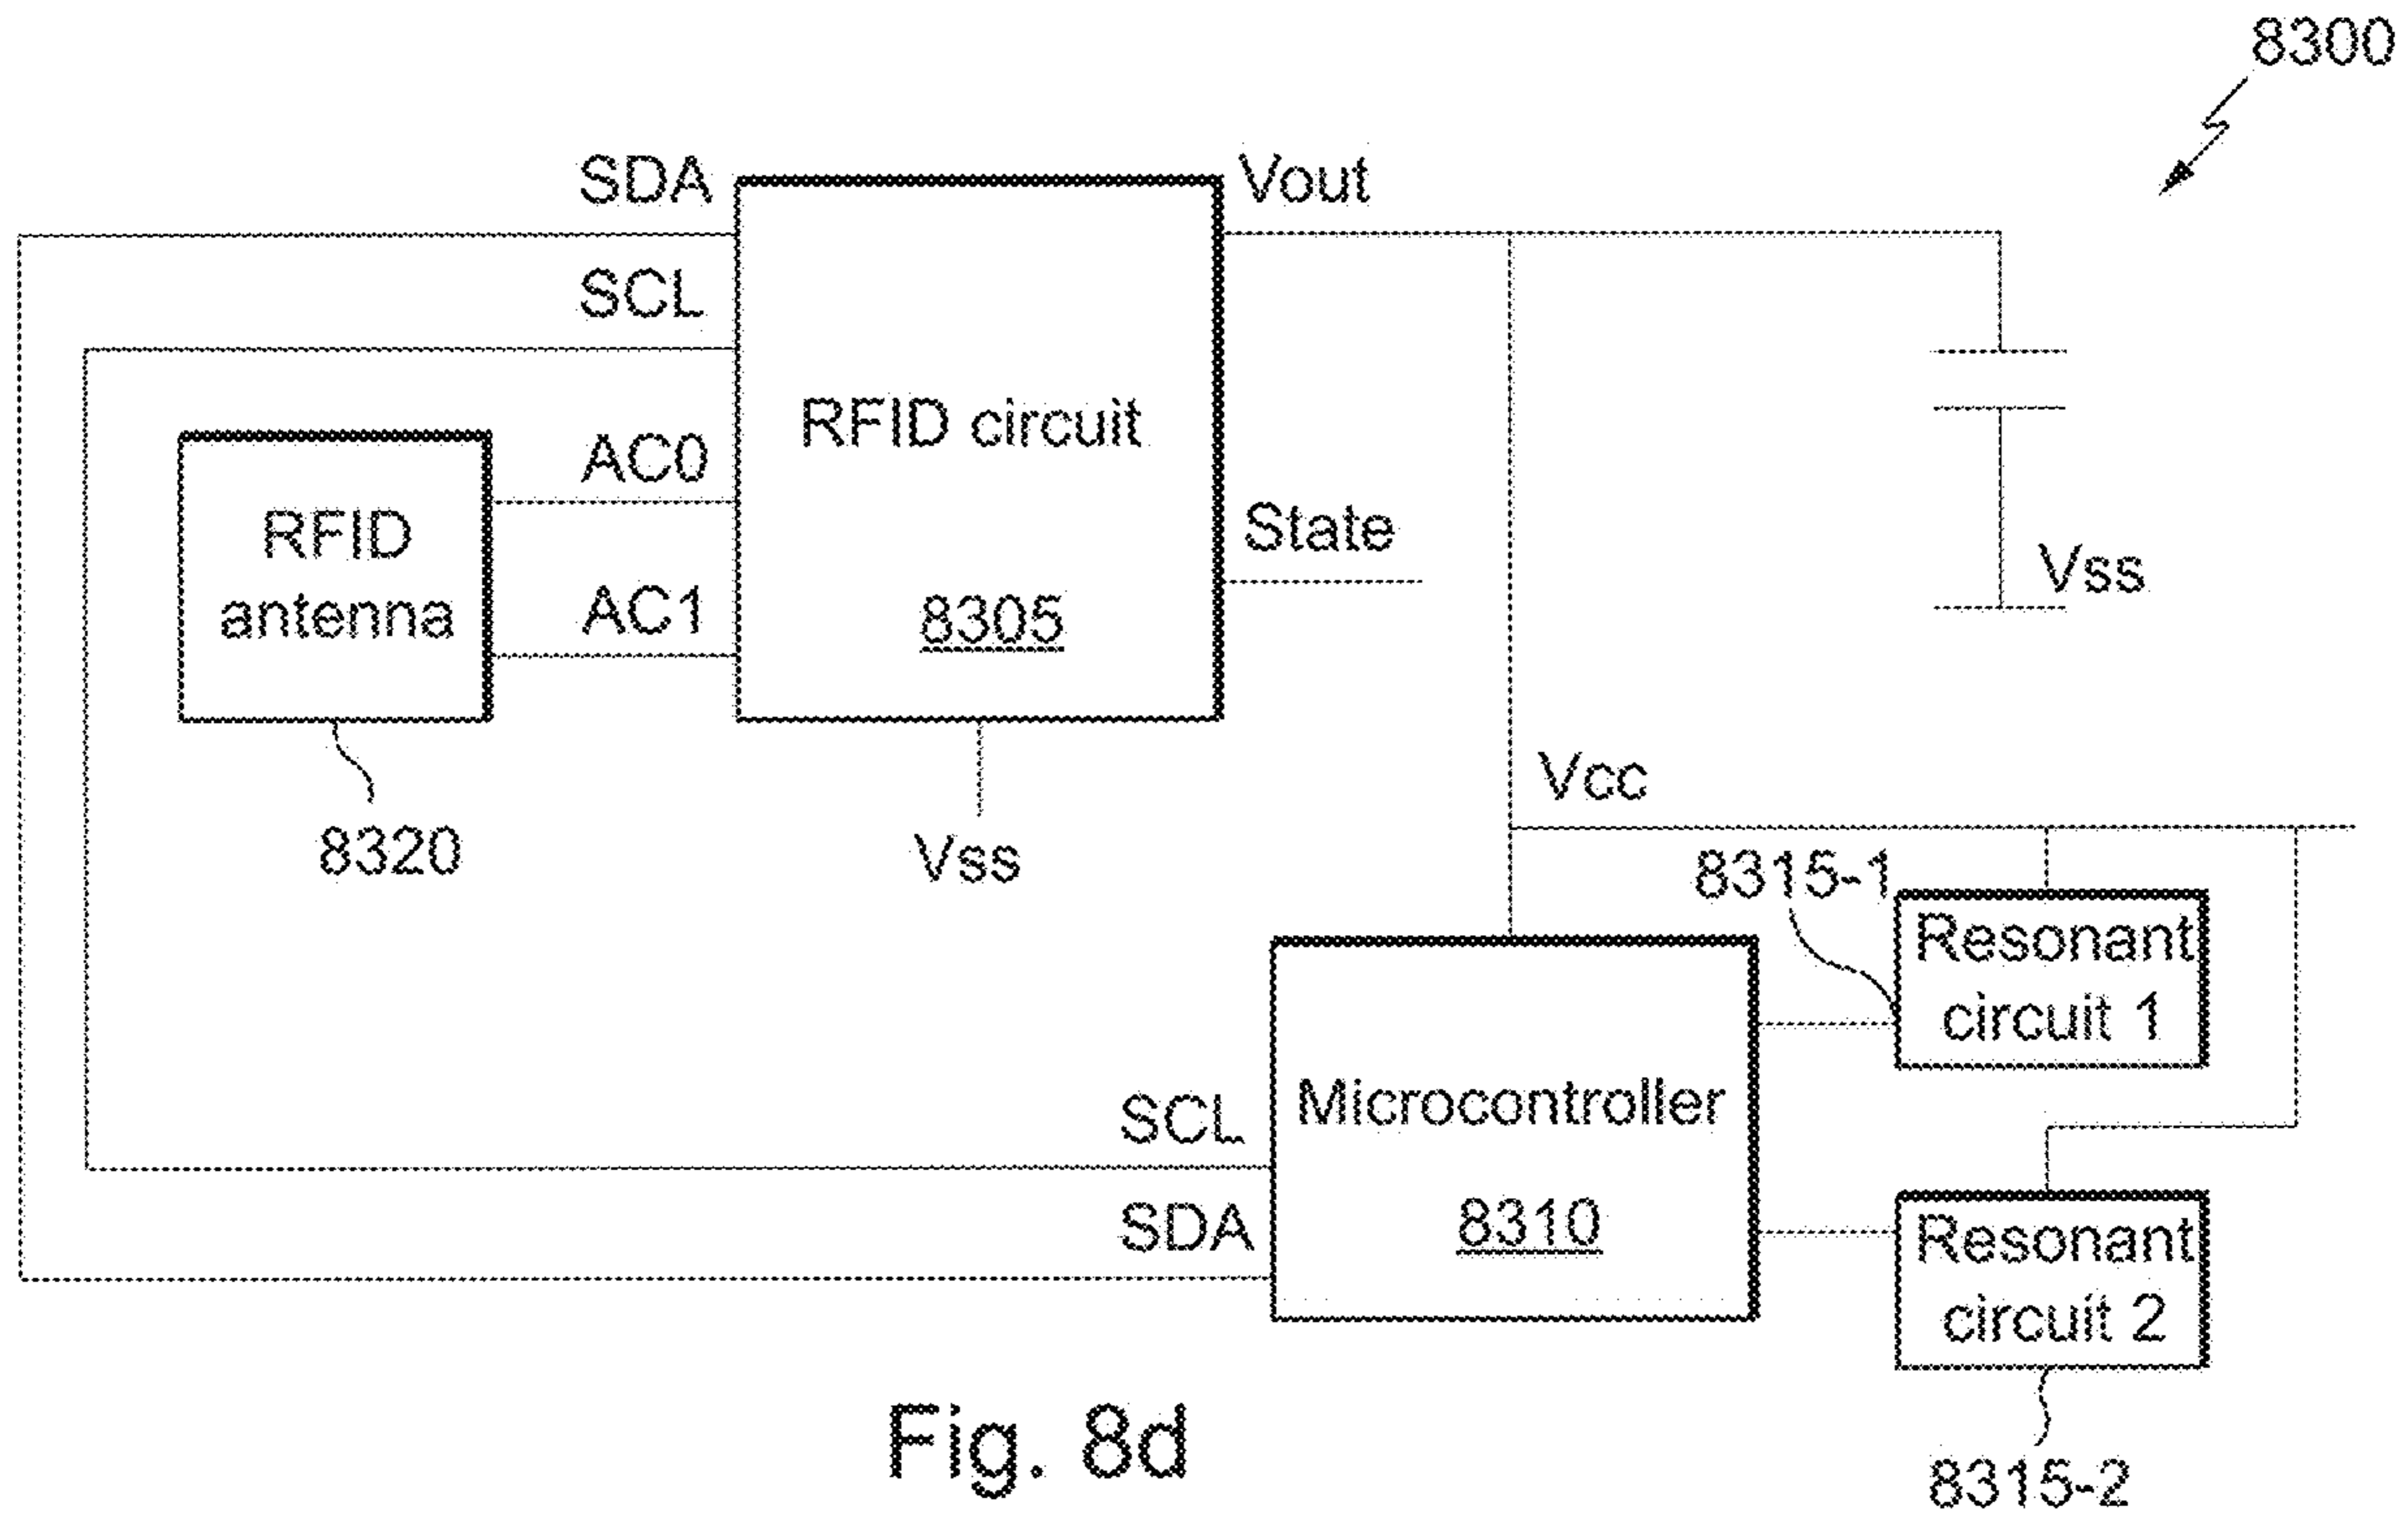 8300
SDA
Vout
SCL
RFID circuit
AC0
State
RFID
antenna
Vss
AC1
8305
Vcc
8320
Vss
8315-1
Resonant
circuit 1
Microcontroller
SCL
8310
SDA
Resonant
circuit 2
Fig. 8d
8315-2